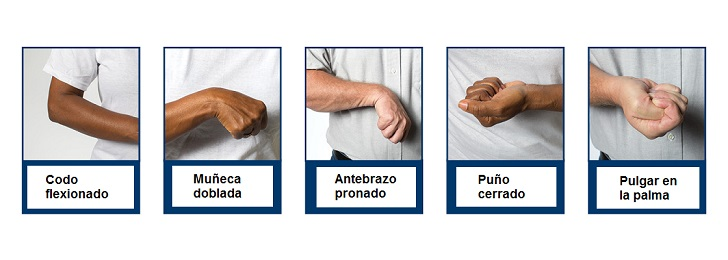 Codo
flexionado
Muñeca
doblada
Antebrazo
pronado
Puño
cerrado
Pulgar en
la palma